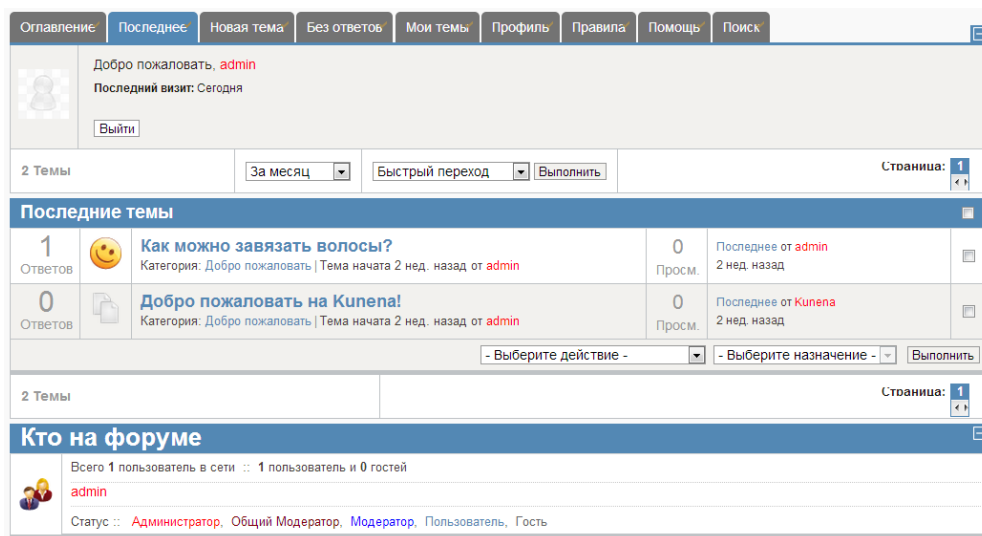 Оглавление Последнее Новая тема Без ответов Мои темы Профиль Правила Помощь Поиск
Добро пожаловать, admin
Последний визит: Сегодня
Выйти
2 Темы За месяц Быстрый переход Выполнить Страница: 1
Последние темы
1 Ответов
Как можно завязать волосы?
Категория: Добро пожаловать | Тема начата 2 нед. назад от admin
0 Просм.
Последнее от admin
2 нед. назад
0 Ответов
Добро пожаловать на Kunena!
Категория: Добро пожаловать | Тема начата 2 нед. назад от admin
0 Просм.
Последнее от Kunena
2 нед. назад
- Выберите действие - - Выберите назначение - Выполнить
2 Темы Страница: 1
Кто на форуме
Всего 1 пользователь в сети :: 1 пользователь и 0 гостей
admin
Статус :: Администратор, Общий Модератор, Модератор, Пользователь, Гость